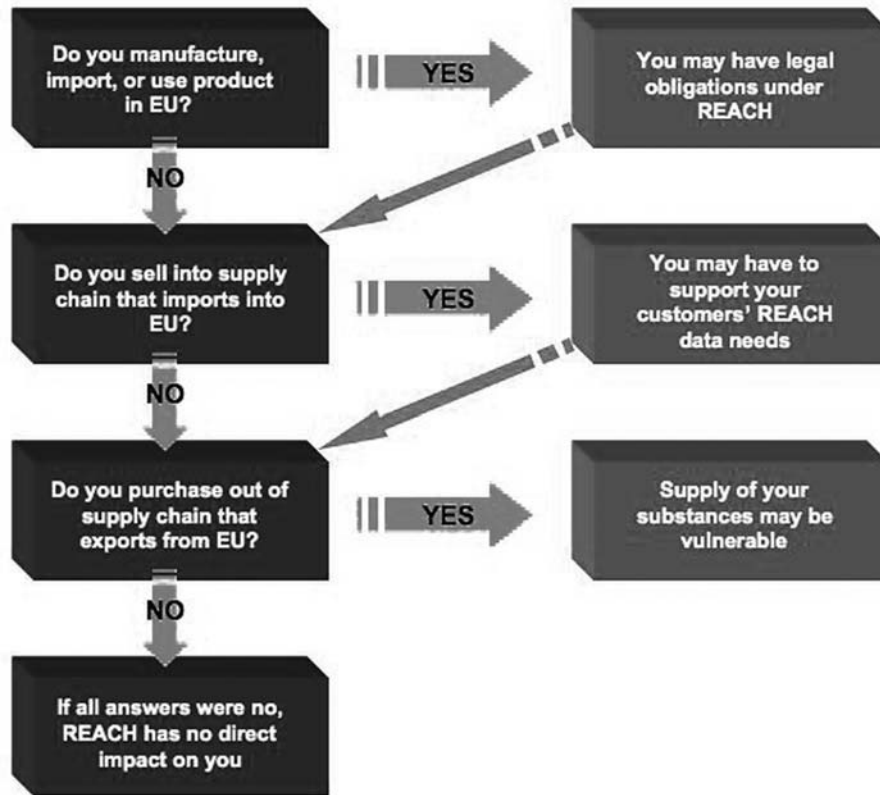 Do you manufacture,
import, or use product
in EU?
YES
You may have legal
obligations under
REACH
NO
Do you sell into supply
chain that imports into
EU?
YES
You may have to
support your
customers' REACH
data needs
NO
Do you purchase out of
supply chain that
exports from EU?
YES
Supply of your
substances may be
vulnerable
NO
If all answers were no,
REACH has no direct
impact on you